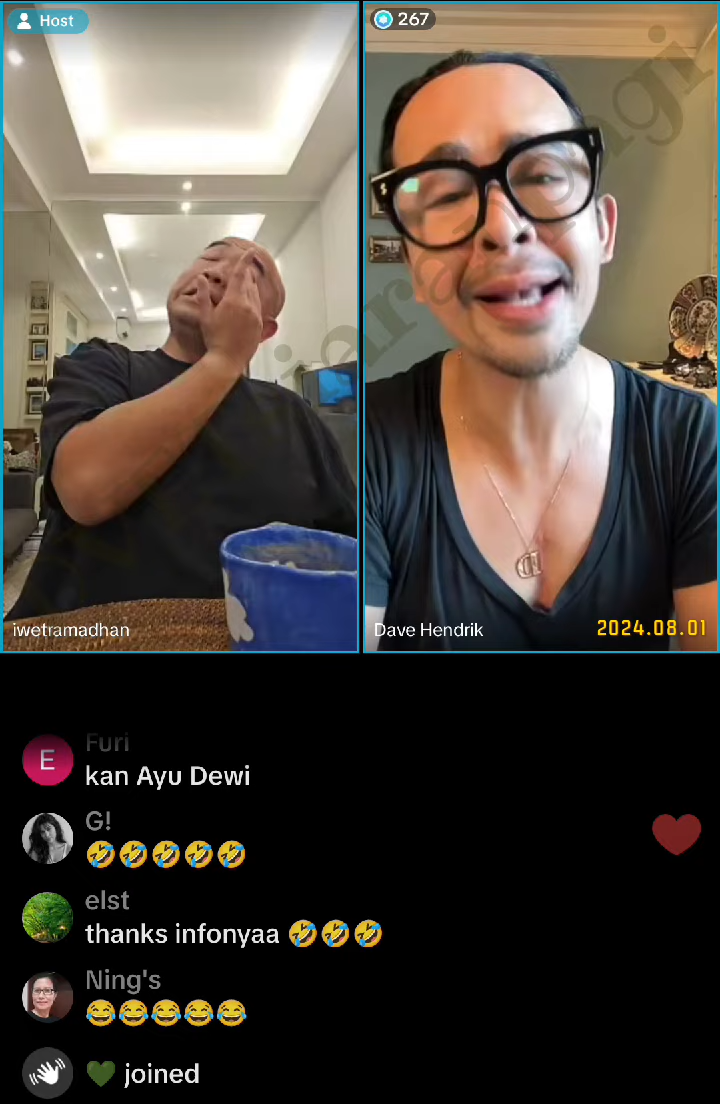 Host
267
iwetramadhan
Dave Hendrik
2024.08.01
Furi
E
kan Ayu Dewi
G!
🤣🤣🤣🤣🤣
elst
thanks infonyaa 🤣🤣🤣
Ning's
😂😂😂😂😂
💚 joined